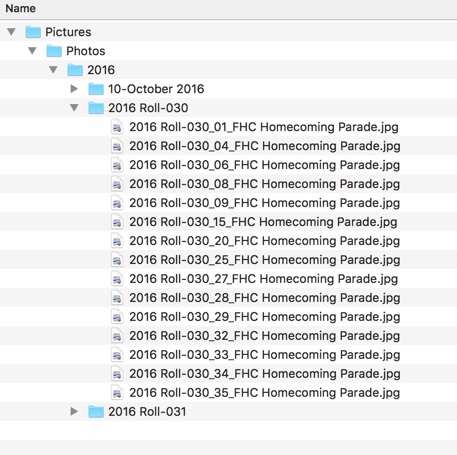 Name
Pictures
Photos
2016
10-October 2016
2016 Roll-030
2016 Roll-030_01_FHC Homecoming Parade.jpg
2016 Roll-030_04_FHC Homecoming Parade.jpg
2016 Roll-030_06_FHC Homecoming Parade.jpg
2016 Roll-030_08_FHC Homecoming Parade.jpg
2016 Roll-030_09_FHC Homecoming Parade.jpg
2016 Roll-030_15_FHC Homecoming Parade.jpg
2016 Roll-030_20_FHC Homecoming Parade.jpg
2016 Roll-030_25_FHC Homecoming Parade.jpg
2016 Roll-030_27_FHC Homecoming Parade.jpg
2016 Roll-030_28_FHC Homecoming Parade.jpg
2016 Roll-030_29_FHC Homecoming Parade.jpg
2016 Roll-030_32_FHC Homecoming Parade.jpg
2016 Roll-030_33_FHC Homecoming Parade.jpg
2016 Roll-030_34_FHC Homecoming Parade.jpg
2016 Roll-030_35_FHC Homecoming Parade.jpg
2016 Roll-031